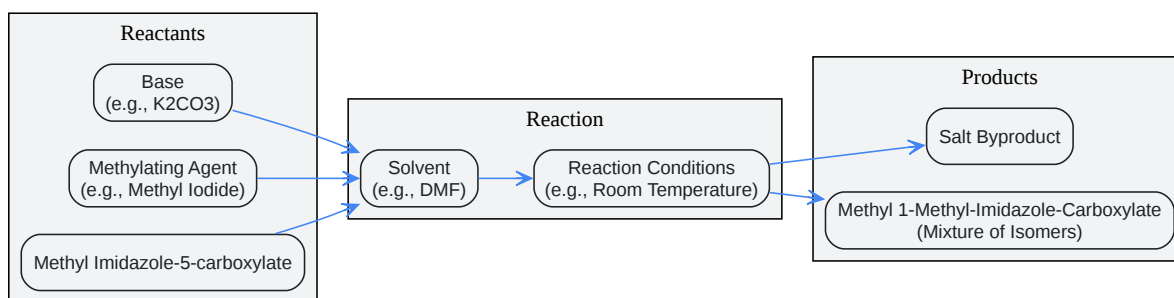 Reactants
Base
(e.g., K2CO3)
Methylating Agent
(e.g., Methyl Iodide)
Methyl Imidazole-5-carboxylate
Reaction
Solvent
(e.g., DMF)
Reaction Conditions
(e.g., Room Temperature)
Products
Salt Byproduct
Methyl 1-Methyl-Imidazole-Carboxylate
(Mixture of Isomers)